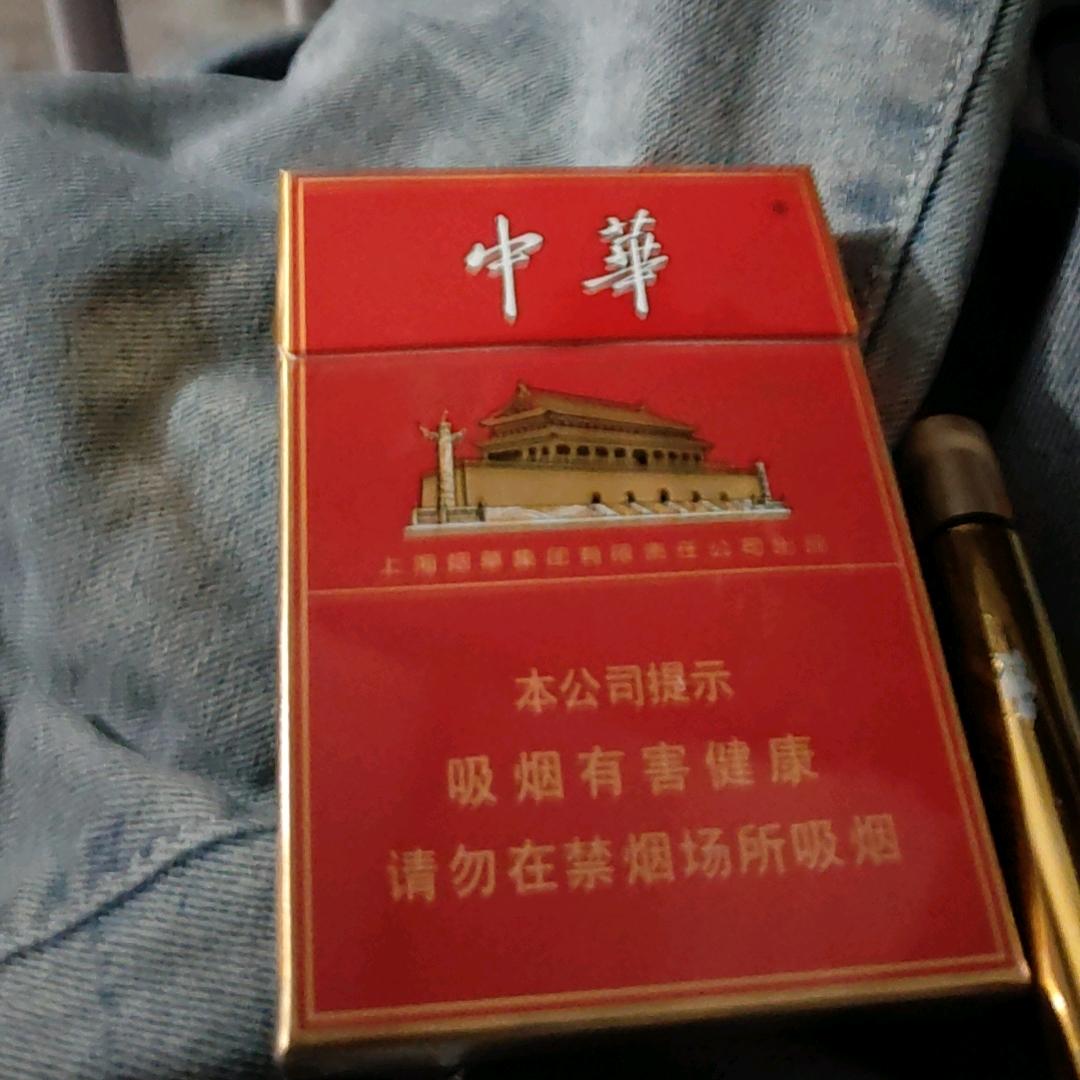 中華
上海烟草集团有限责任公司出品
本公司提示
吸烟有害健康
请勿在禁烟场所吸烟